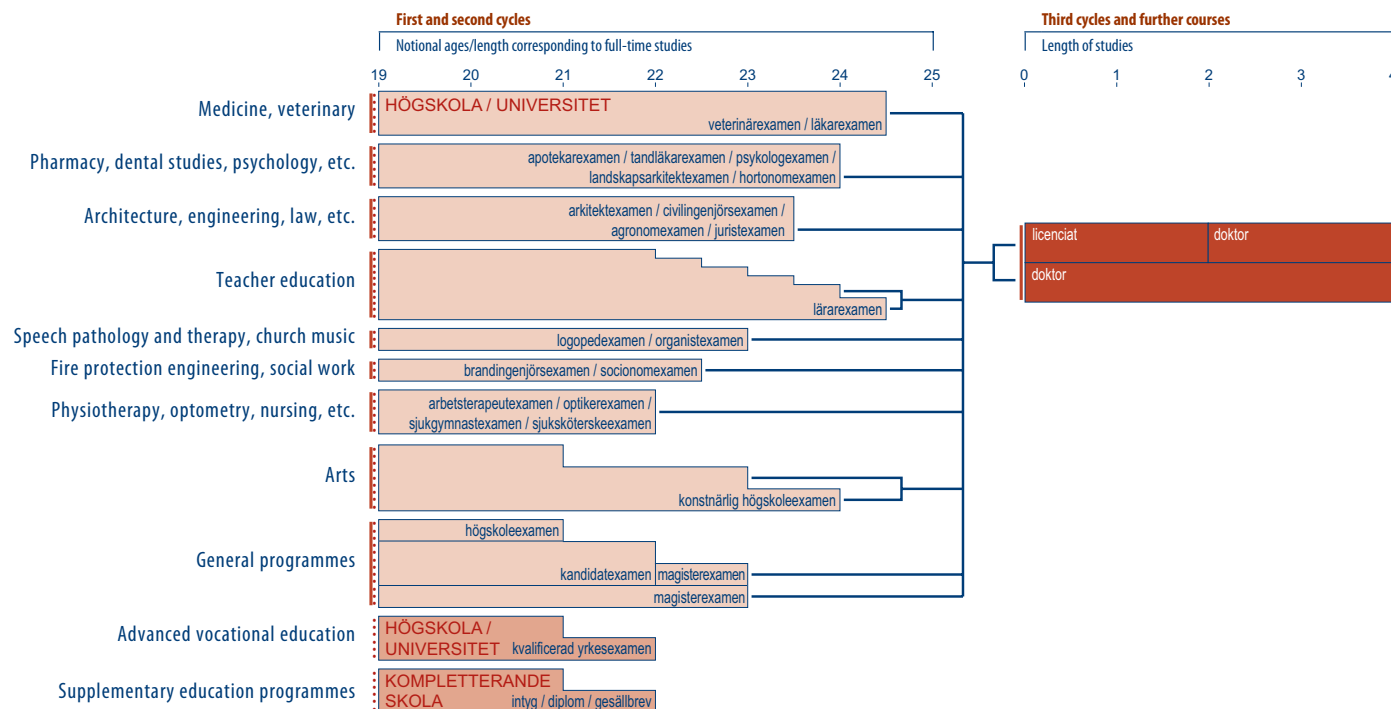 First and second cycles
Third cycles and further courses
Notional ages/length corresponding to full-time studies
Length of studies
19 20 21 22 23 24 25
0 1 2 3 4
Medicine, veterinary
HÖGSKOLA / UNIVERSITET
veterinärexamen / läkarexamen
Pharmacy, dental studies, psychology, etc.
apotekarexamen / tandläkarexamen / psykologexamen /
landskapsarkitektexamen / hortonomexamen
Architecture, engineering, law, etc.
arkitektexamen / civilingenjörsexamen /
agronomexamen / juristexamen
licenciat
doktor
doktor
Teacher education
lärarexamen
Speech pathology and therapy, church music
logopedexamen / organistexamen
Fire protection engineering, social work
brandingenjörsexamen / socionomexamen
Physiotherapy, optometry, nursing, etc.
arbetsterapeutexamen / optikerexamen /
sjukgymnastexamen / sjuksköterskeexamen
Arts
konstnärlig högskoleexamen
General programmes
högskoleexamen
kandidatexamen
magisterexamen
magisterexamen
Advanced vocational education
HÖGSKOLA /
UNIVERSITET
kvalificerad yrkesexamen
Supplementary education programmes
KOMPLETTERANDE
SKOLA
intyg / diplom / gesällbrev